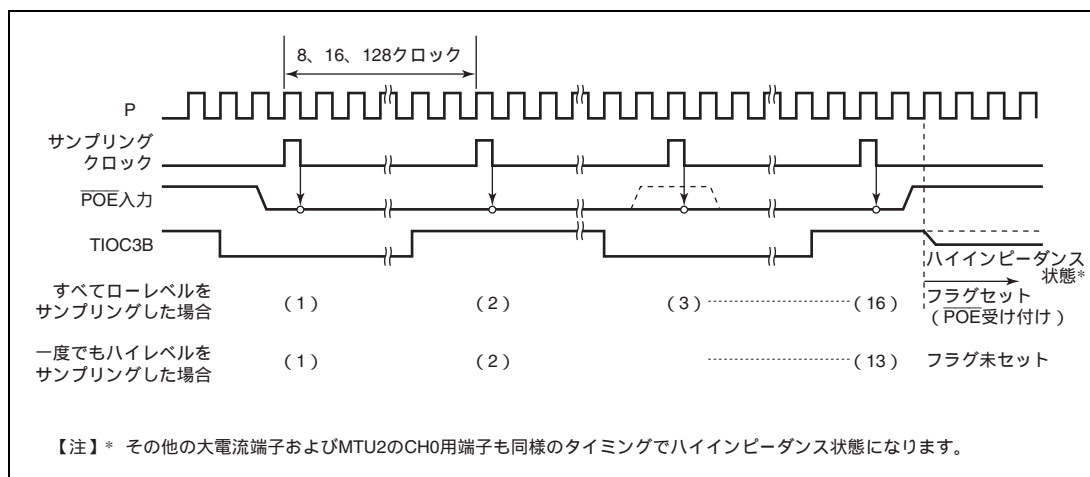 8、16、128クロック
P
サンプリング
クロック
POE入力
TIOC3B
ハイインピーダンス
状態*
すべてローレベルを
サンプリングした場合
(1)
(2)
(3)
(16)
フラグセット
(POE受け付け)
一度でもハイレベルを
サンプリングした場合
(1)
(2)
(13)
フラグ未セット
【注】* その他の大電流端子およびMTU2のCH0用端子も同様のタイミングでハイインピーダンス状態になります。